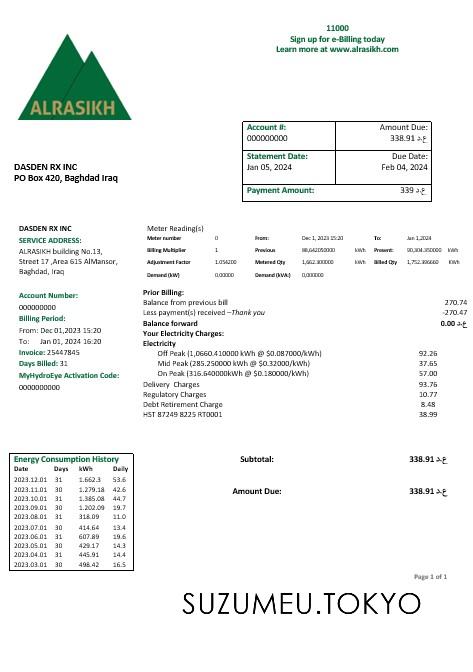 11000
Sign up for e-Billing today
Learn more at www.alrasikh.com
ALRASIKH
Account #: Amount Due:
000000000 338.91 ع.د
Statement Date: Due Date:
Jan 05, 2024 Feb 04, 2024
Payment Amount: 339 ع.د
DASDEN RX INC
PO Box 420, Baghdad Iraq
DASDEN RX INC
SERVICE ADDRESS:
ALRASIKH building No.13,
Street 17 ,Area 615 AlMansor,
Baghdad, Iraq
Account Number:
000000000
Billing Period:
From: Dec 01,2023 15:20
To: Jan 01, 2024 16:20
Invoice: 25447845
Days Billed: 31
MyHydroEye Activation Code:
0000000000
Meter Reading(s)
Meter number 0 From: Dec 1, 2023 15:20 To: Jan 1,2024
Billing Multiplier 1 Previous 88,642050000 kWh Present: 90,304.350000 kWh
Adjustment Factor 1.054200 Metered Qty 1,662.300000 kWh Billed Qty 1,752.396660 kWh
Demand (kW) 0,00000 Demand (kVA:) 0,000000
Prior Billing:
Balance from previous bill 270.74
Less payment(s) received –Thank you -270.47
Balance forward 0.00 ع.د
Your Electricity Charges:
Electricity
Off Peak (1,0660.410000 kWh @ $0.087000/kWh) 92.26
Mid Peak (285.250000 kWh @ $0.32000/kWh) 37.65
On Peak (316.640000kWh @ $0.180000/kWh) 57.00
Delivery Charges 93.76
Regulatory Charges 10.77
Debt Retirement Charge 8.48
HST 87249 8225 RT0001 38.99
Energy Consumption History
Date Days kWh Daily
2023.12.01 31 1.662.3 53.6
2023.11.01 30 1.279.18 42.6
2023.10.01 31 1.385.08 44.7
2023.09.01 30 1.202.09 19.7
2023.08.01 31 318.09 11.0
2023.07.01 30 414.64 13.4
2023.06.01 31 607.89 19.6
2023.05.01 30 429.17 14.3
2023.04.01 31 445.91 14.4
2023.03.01 30 498.42 16.5
Subtotal: 338.91 ع.د
Amount Due: 338.91 ع.د
Page 1 of 1
SUZUMEU.TOKYO